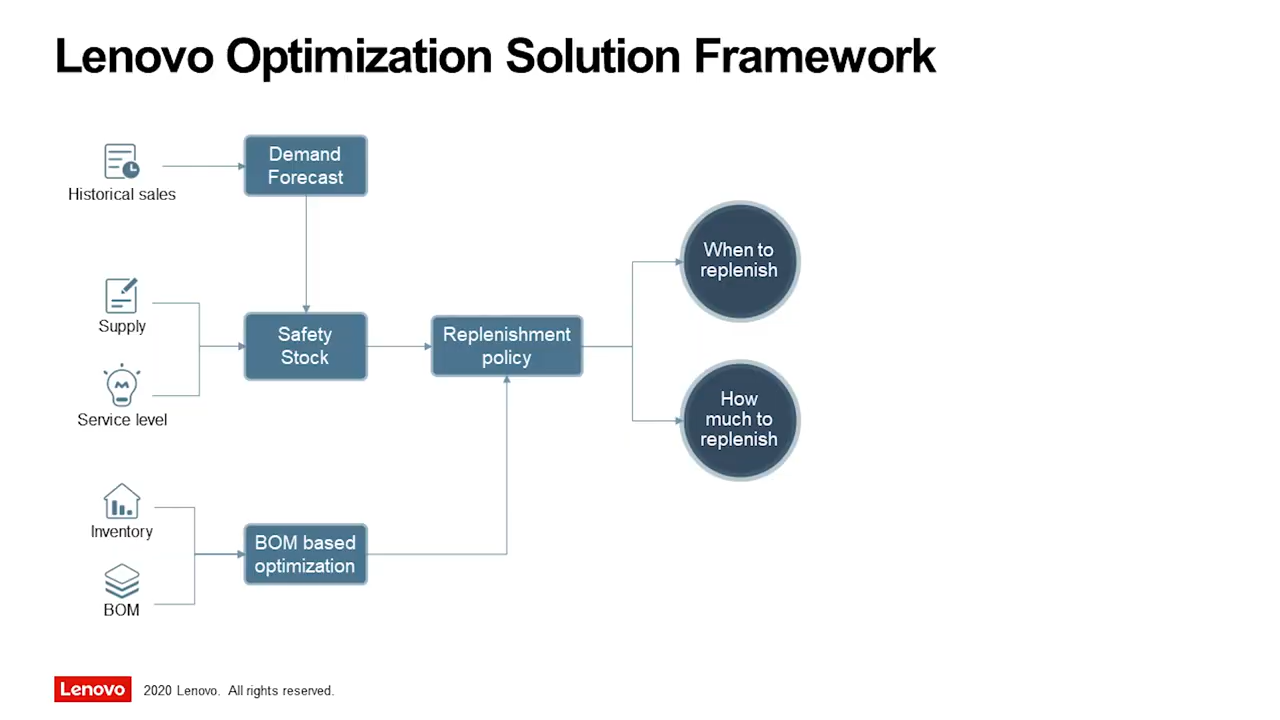 Lenovo Optimization Solution Framework
Historical sales
Demand
Forecast
Supply
Service level
Safety
Stock
Replenishment
policy
When to
replenish
How
much to
replenish
Inventory
BOM
BOM based
optimization
Lenovo
2020 Lenovo. All rights reserved.